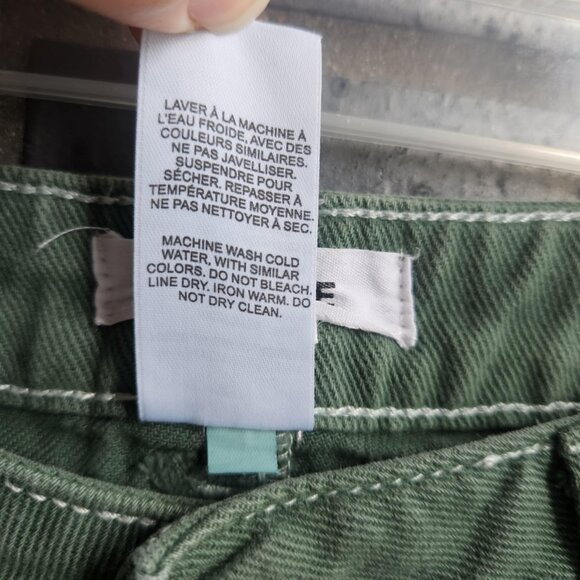 LAVER À LA MACHINE À
L'EAU FROIDE, AVEC DES
COULEURS SIMILAIRES.
NE PAS JAVELLISER.
SUSPENDRE POUR
SÉCHER. REPASSER À
TEMPÉRATURE MOYENNE.
NE PAS NETTOYER À SEC.
MACHINE WASH COLD
WATER, WITH SIMILAR
COLORS. DO NOT BLEACH.
LINE DRY. IRON WARM. DO
NOT DRY CLEAN.